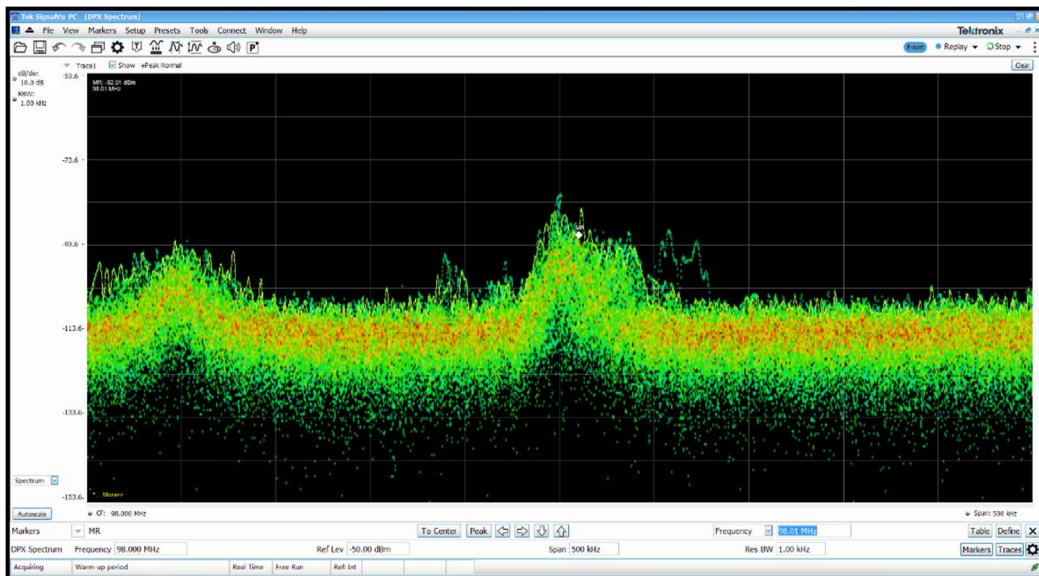 Tek SignalVu PC - [DPX Spectrum]
File View Markers Setup Presets Tools Connect Window Help
Tektronix
Preset Replay Stop
dB/div:
10.0 dB
RBW:
1.00 kHz
Trace1 Show +Peak Normal
Clear
MR: -92.01 dBm
98.01 MHz
-53.6
-73.6
-93.6
-113.6
-133.6
-153.6
MR
Spectrum
Autoscale
CF: 98.000 MHz
Span: 500 kHz
Markers MR To Center Peak Frequency 98.01 MHz Table Define
DPX Spectrum Frequency 98.000 MHz Ref Lev -50.00 dBm Span 500 kHz Res BW 1.00 kHz Markers Traces
Acquiring Warm-up period Real Time Free Run Ref: Int